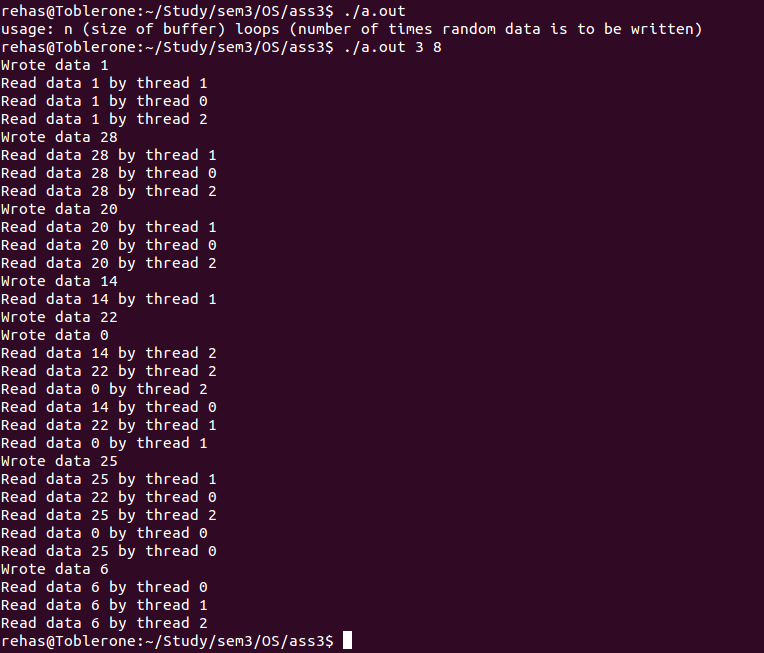 rehas@Toblerone:~/Study/sem3/OS/ass3$ ./a.out
usage: n (size of buffer) loops (number of times random data is to be written)
rehas@Toblerone:~/Study/sem3/OS/ass3$ ./a.out 3 8
Wrote data 1
Read data 1 by thread 1
Read data 1 by thread 0
Read data 1 by thread 2
Wrote data 28
Read data 28 by thread 1
Read data 28 by thread 0
Read data 28 by thread 2
Wrote data 20
Read data 20 by thread 1
Read data 20 by thread 0
Read data 20 by thread 2
Wrote data 14
Read data 14 by thread 1
Wrote data 22
Wrote data 0
Read data 14 by thread 2
Read data 22 by thread 2
Read data 0 by thread 2
Read data 14 by thread 0
Read data 22 by thread 1
Read data 0 by thread 1
Wrote data 25
Read data 25 by thread 1
Read data 22 by thread 0
Read data 25 by thread 2
Read data 0 by thread 0
Read data 25 by thread 0
Wrote data 6
Read data 6 by thread 0
Read data 6 by thread 1
Read data 6 by thread 2
rehas@Toblerone:~/Study/sem3/OS/ass3$